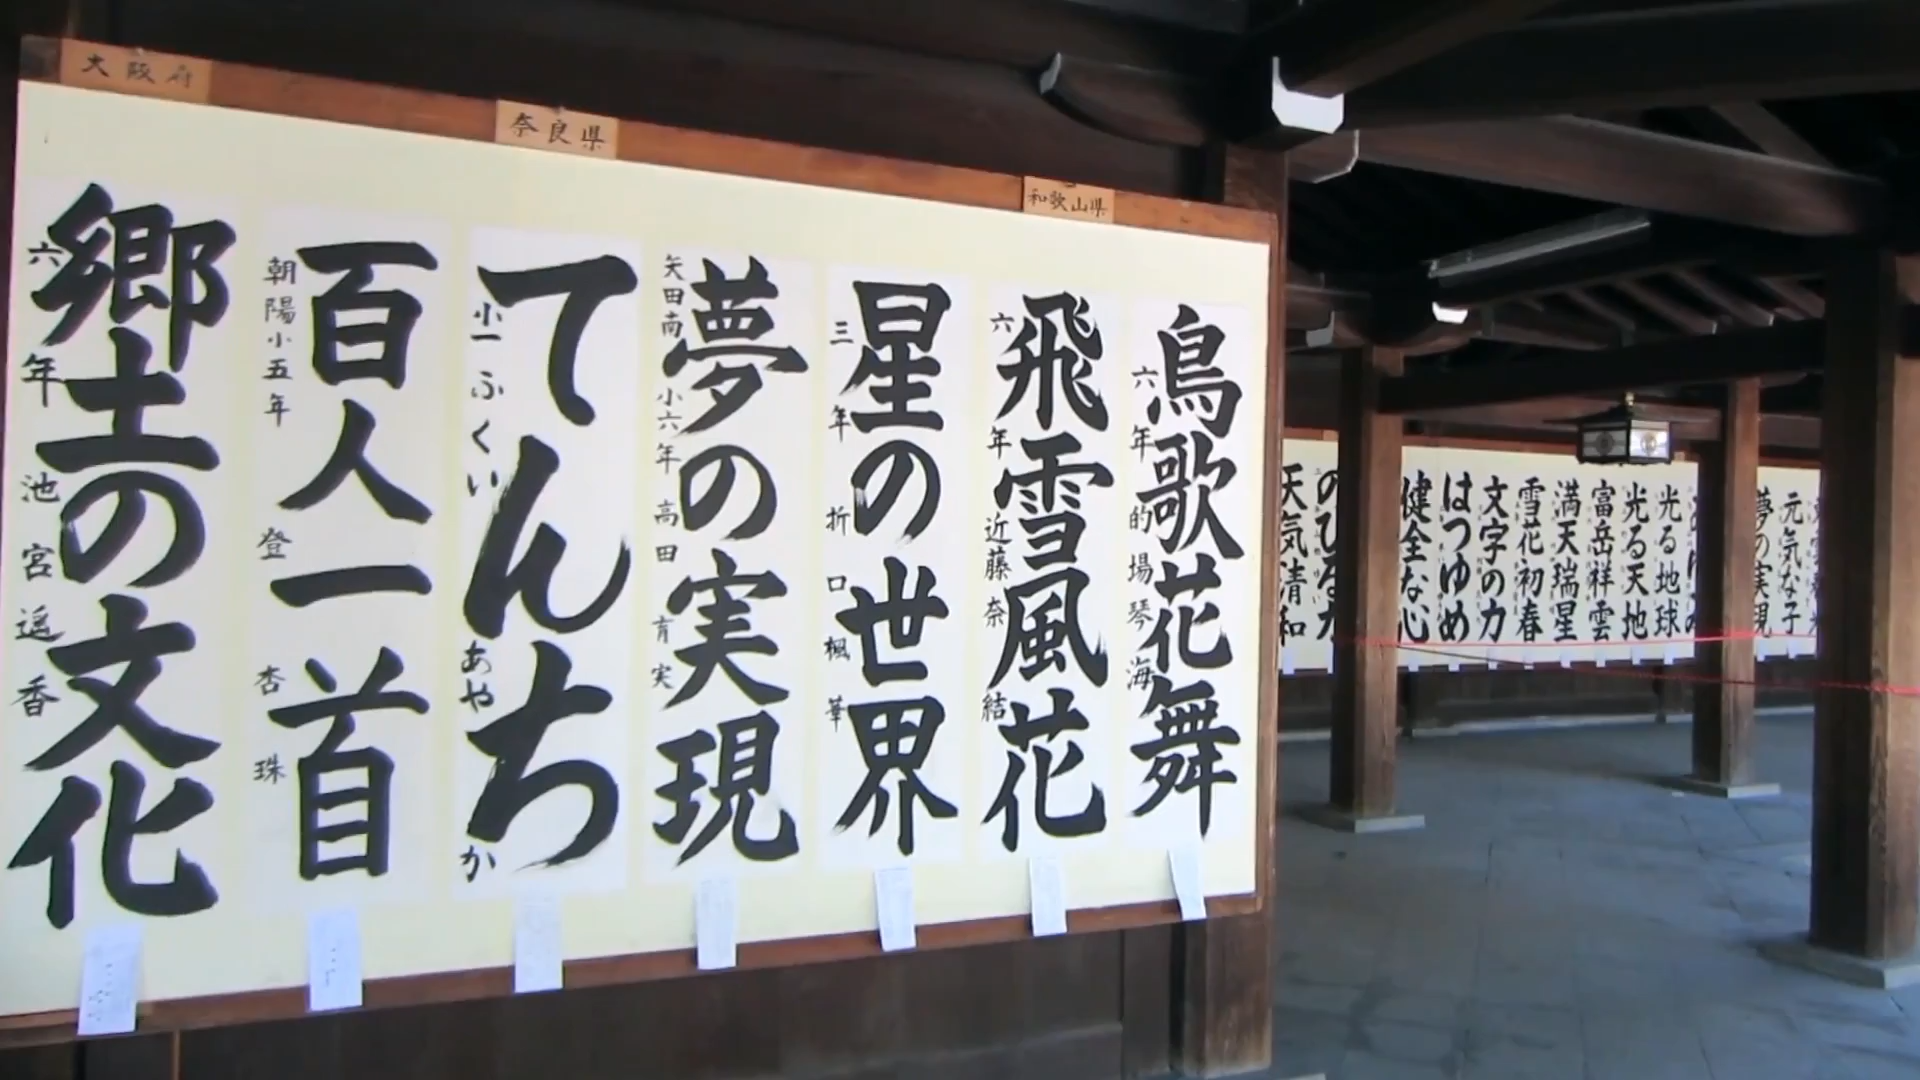 大阪府
奈良県
和歌山県
鳥歌花舞
六年 的場琴海
飛雪風花
六年 近藤奈結
星の世界
三年 折口楓華
夢の実現
矢田南小六年 高田育実
てんち
小一 ふくい あやか
百人一首
朝陽小五年 登 杏珠
郷土の文化
六年 池宮遥香
天気清和
のびる力
健全な心
はつゆめ
文字の力
雪花初春
満天瑞星
富岳祥雲
光る天地
光る地球
夢の実現
元気な子